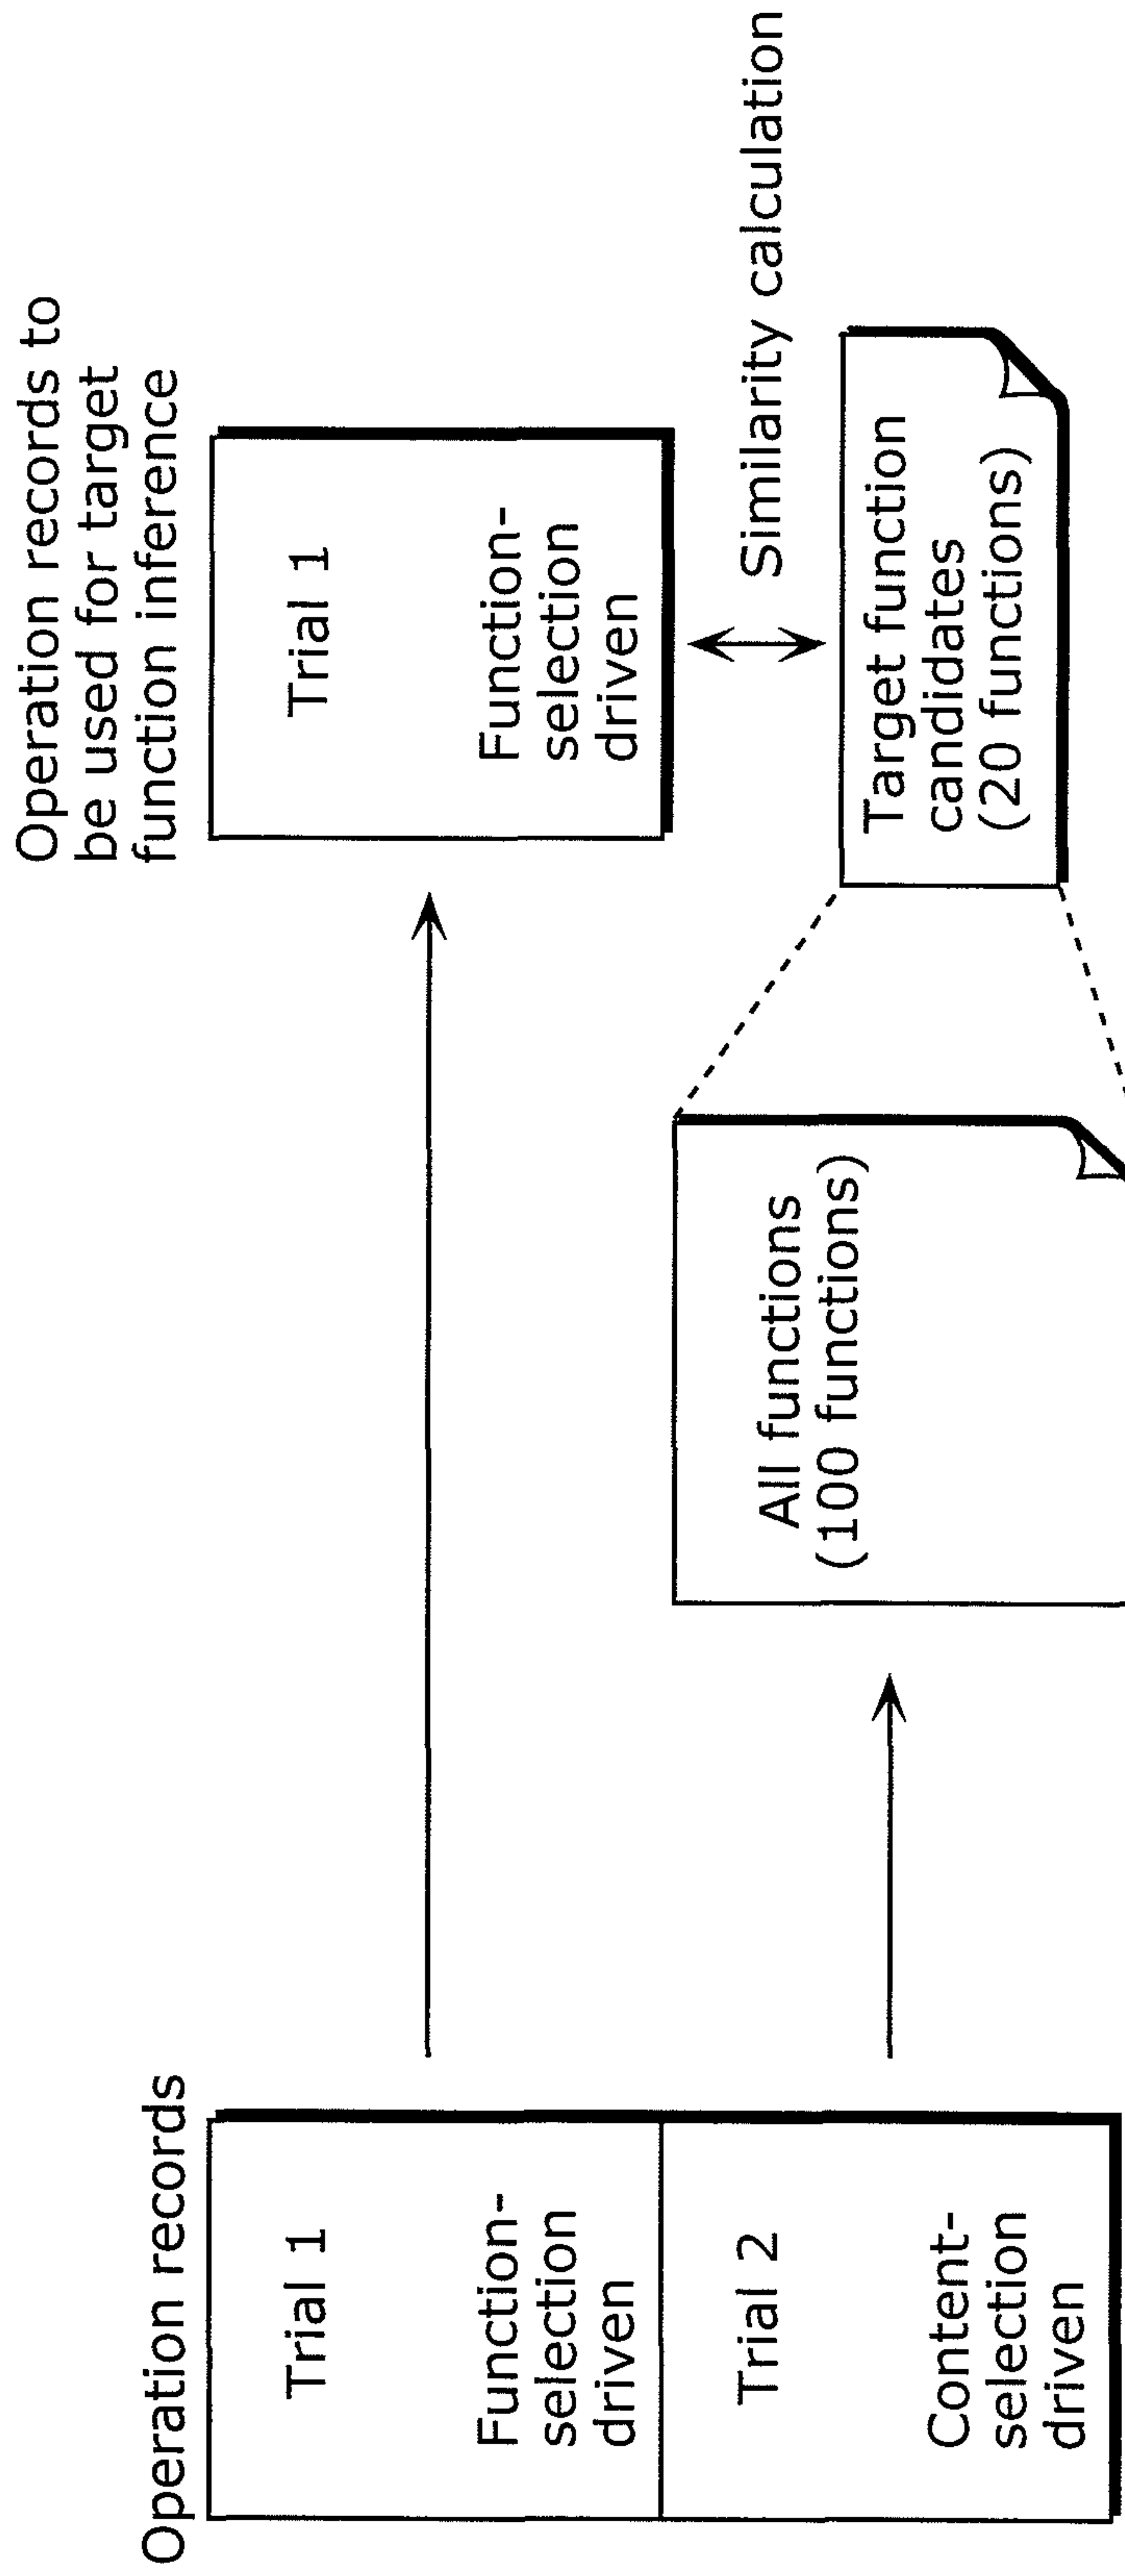 Operation records
Trial 1
Function-
selection
driven
Trial 2
Content-
selection
driven
All functions
(100 functions)
Operation records to
be used for target
function inference
Trial 1
Function-
selection
driven
Similarity calculation
Target function
candidates
(20 functions)